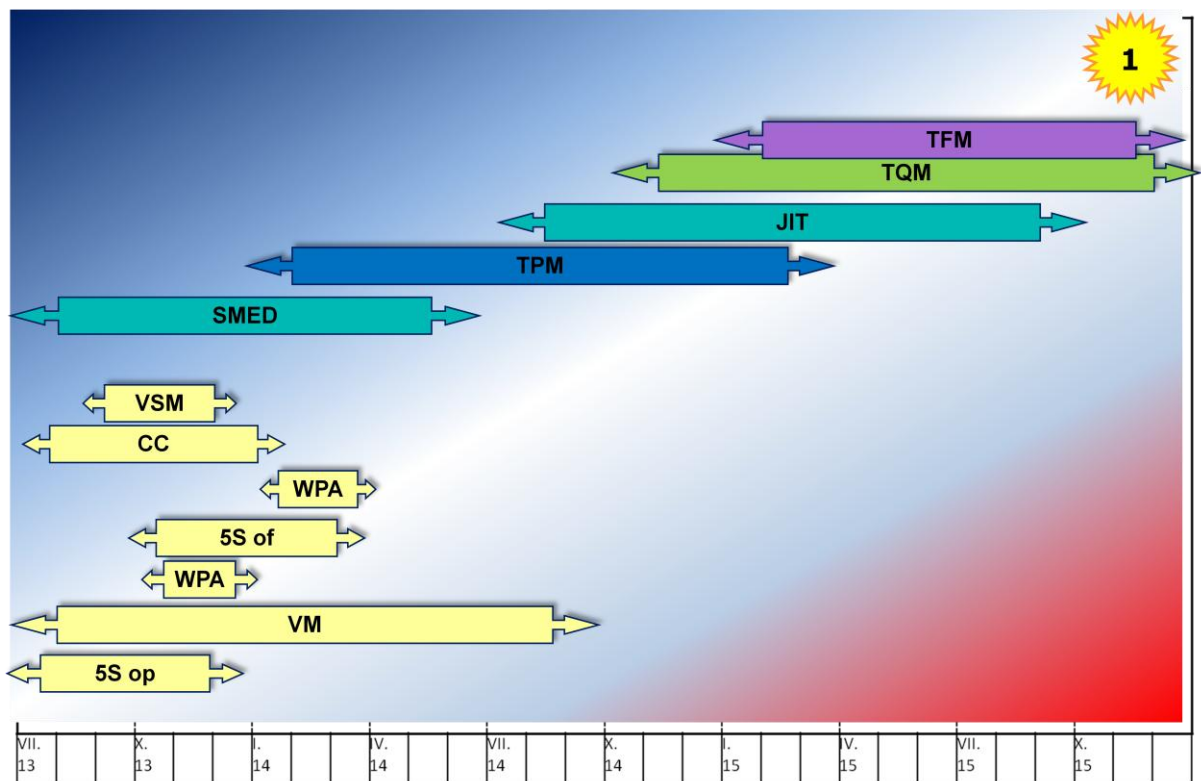 1
TFM
TQM
JIT
TPM
SMED
VSM
CC
WPA
5S of
WPA
VM
5S op
VII. X. I. IV. VII. X. I. IV. VII. X.
13 13 14 14 14 14 15 15 15 15